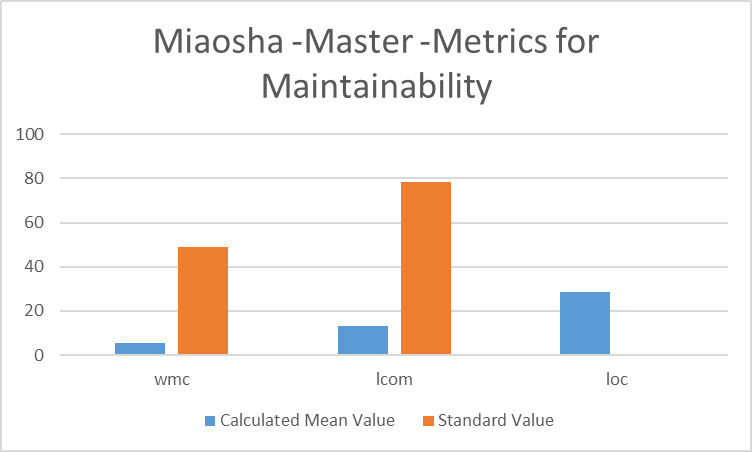 Miaosha -Master -Metrics for
Maintainability
100
80
60
40
20
0
wmc lcom loc
Calculated Mean Value Standard Value